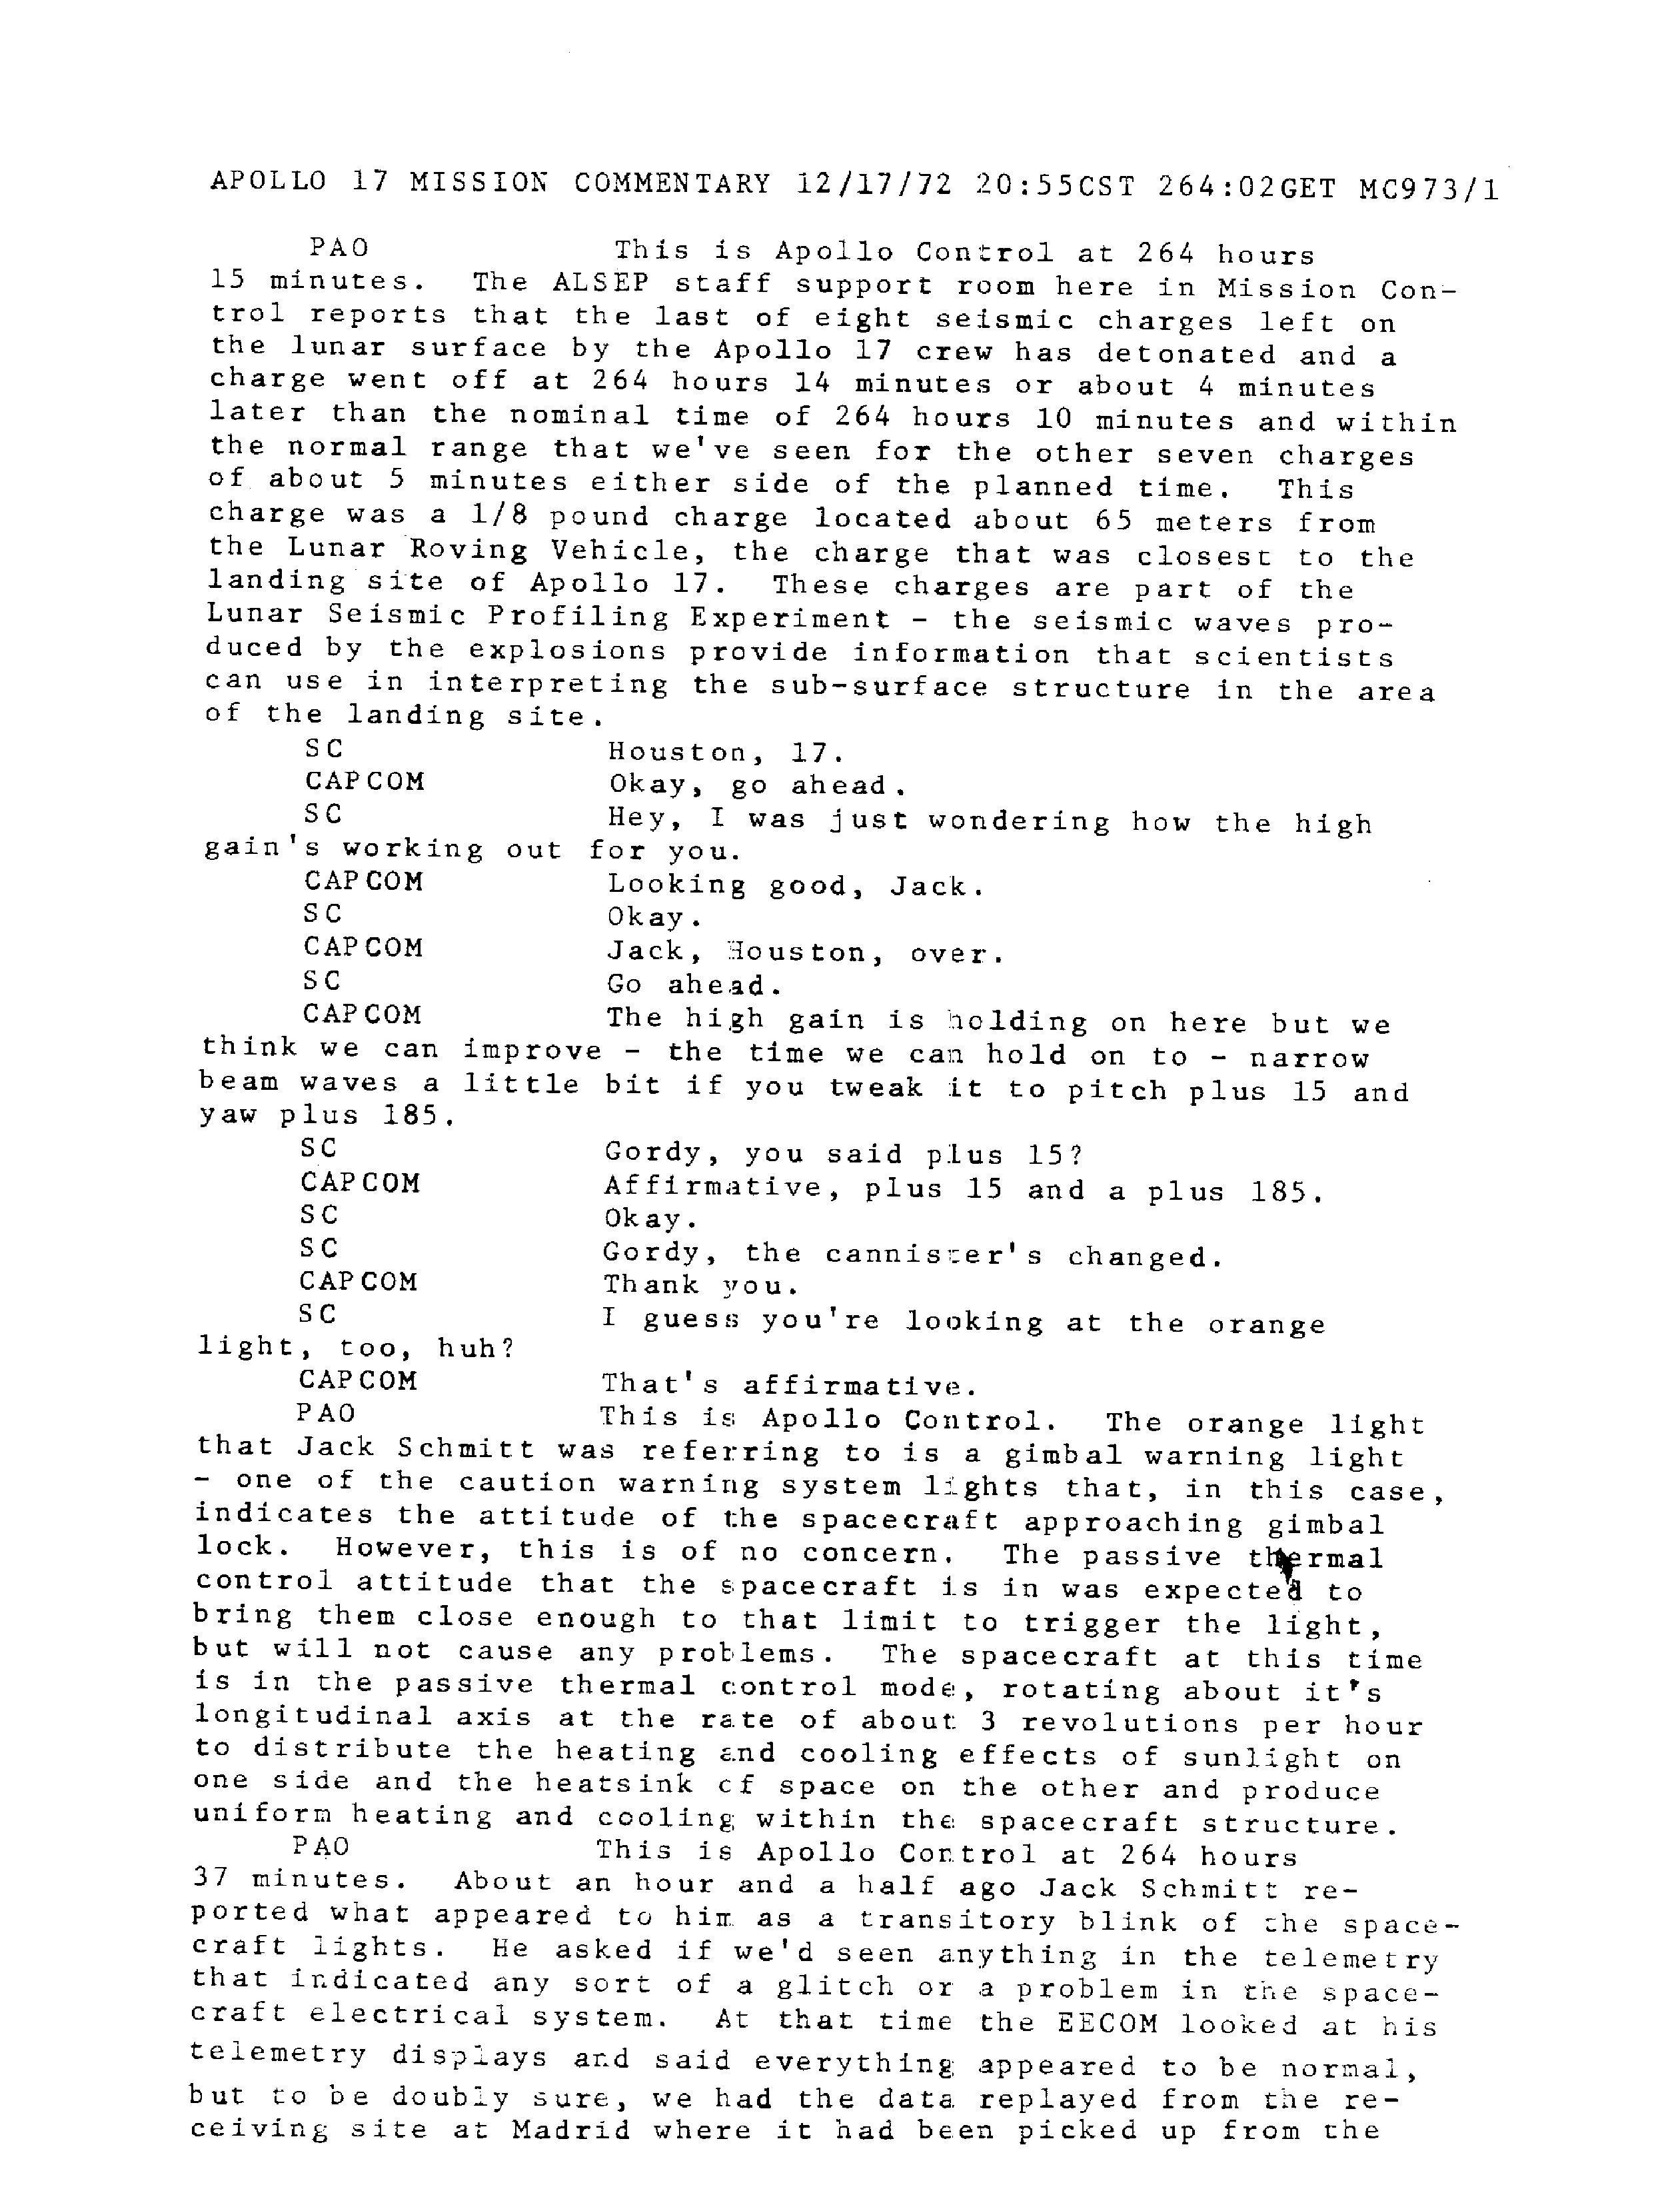 APOLLO 17 MISSION COMMENTARY 12/17/72 20:55CST 264:02GET MC973/1
PAO This is Apollo Control at 264 hours
15 minutes. The ALSEP staff support room here in Mission Con-
trol reports that the last of eight seismic charges left on
the lunar surface by the Apollo 17 crew has detonated and a
charge went off at 264 hours 14 minutes or about 4 minutes
later than the nominal time of 264 hours 10 minutes and within
the normal range that we've seen for the other seven charges
of about 5 minutes either side of the planned time. This
charge was a 1/8 pound charge located about 65 meters from
the Lunar Roving Vehicle, the charge that was closest to the
landing site of Apollo 17. These charges are part of the
Lunar Seismic Profiling Experiment - the seismic waves pro-
duced by the explosions provide information that scientists
can use in interpreting the sub-surface structure in the area
of the landing site.
SC Houston, 17.
CAPCOM Okay, go ahead.
SC Hey, I was just wondering how the high
gain's working out for you.
CAPCOM Looking good, Jack.
SC Okay.
CAPCOM Jack, Houston, over.
SC Go ahead.
CAPCOM The high gain is holding on here but we
think we can improve - the time we can hold on to - narrow
beam waves a little bit if you tweak it to pitch plus 15 and
yaw plus 185.
SC Gordy, you said plus 15?
CAPCOM Affirmative, plus 15 and a plus 185.
SC Okay.
SC Gordy, the cannister's changed.
CAPCOM Thank you.
SC I guess you're looking at the orange
light, too, huh?
CAPCOM That's affirmative.
PAO This is Apollo Control. The orange light
that Jack Schmitt was referring to is a gimbal warning light
- one of the caution warning system lights that, in this case,
indicates the attitude of the spacecraft approaching gimbal
lock. However, this is of no concern. The passive thermal
control attitude that the spacecraft is in was expected to
bring them close enough to that limit to trigger the light,
but will not cause any problems. The spacecraft at this time
is in the passive thermal control mode, rotating about it's
longitudinal axis at the rate of about 3 revolutions per hour
to distribute the heating and cooling effects of sunlight on
one side and the heatsink of space on the other and produce
uniform heating and cooling within the spacecraft structure.
PAO This is Apollo Control at 264 hours
37 minutes. About an hour and a half ago Jack Schmitt re-
ported what appeared to him as a transitory blink of the space-
craft lights. He asked if we'd seen anything in the telemetry
that indicated any sort of a glitch or a problem in the space-
craft electrical system. At that time the EECOM looked at his
telemetry displays and said everything appeared to be normal,
but to be doubly sure, we had the data replayed from the re-
ceiving site at Madrid where it had been picked up from the